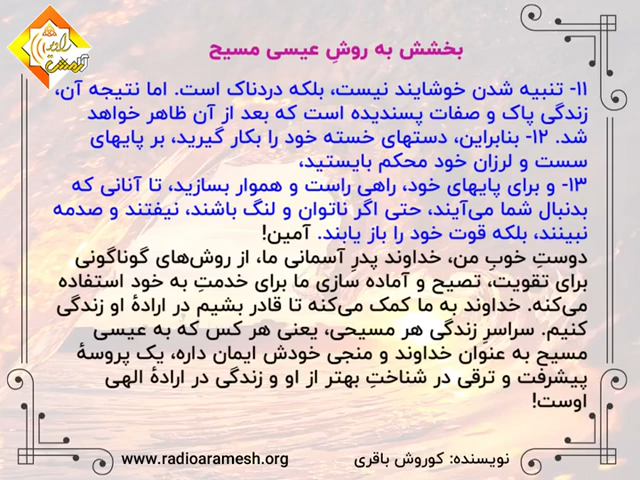 رادیو
آرامش
بخشش به روشِ عیسی مسیح
۱۱- تنبیه شدن خوشایند نیست، بلکه دردناک است. اما نتیجه آن،
زندگی پاک و صفات پسندیده است که بعد از آن ظاهر خواهد
شد. ۱۲- بنابراین، دستهای خسته خود را بکار گیرید، بر پایهای
سست و لرزان خود محکم بایستید،
۱۳- و برای پایهای خود، راهی راست و هموار بسازید، تا آنانی که
بدنبال شما می‌آیند، حتی اگر ناتوان و لنگ باشند، نیفتند و صدمه
نبینند، بلکه قوت خود را باز یابند. آمین!
دوستِ خوبِ من، خداوند پدرِ آسمانی ما، از روش‌های گوناگونی
برای تقویت، تصیح و آماده سازی ما برای خدمتِ به خود استفاده
می‌کنه. خداوند به ما کمک می‌کنه تا قادر بشیم در ارادهٔ او زندگی
کنیم. سراسرِ زندگی هر مسیحی، یعنی هر کس که به عیسی
مسیح به عنوان خداوند و منجی خودش ایمان داره، یک پروسهٔ
پیشرفت و ترقی در شناختِ بهتر از او و زندگی در ارادهٔ الهی
اوست!
نویسنده: کوروش باقری
www.radioaramesh.org